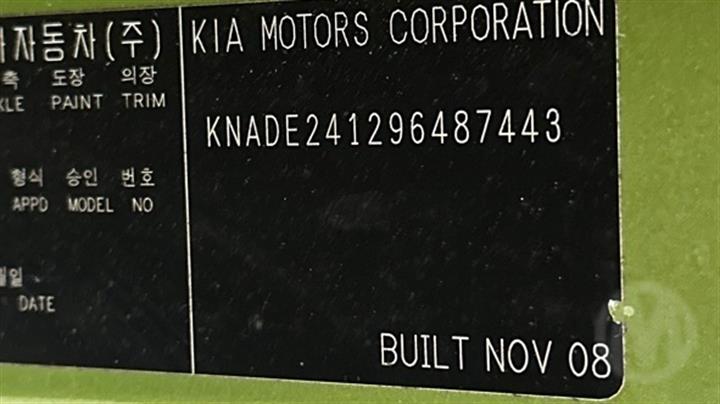 자동차(주) KIA MOTORS CORPORATION
축 도장 의장
PAINT TRIM
KNADE241296487443
형식 승인 번호
APPD MODEL NO
일
DATE
BUILT NOV 08